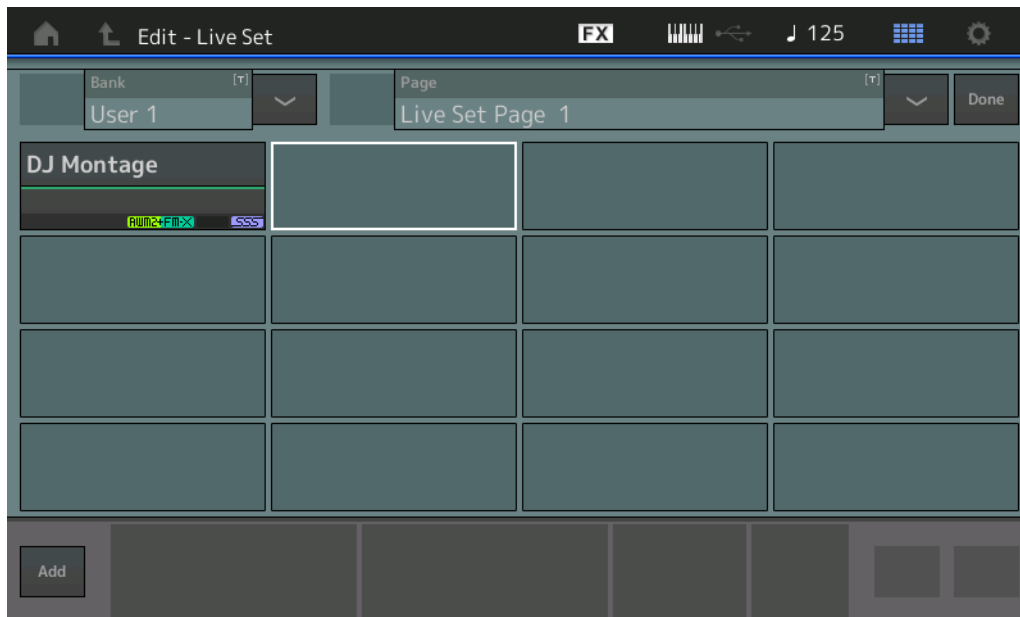 Edit - Live Set
FX
125
Bank
[T]
User 1
Page
[T]
Live Set Page 1
Done
DJ Montage
AWM2+FM-X
SSS
Add